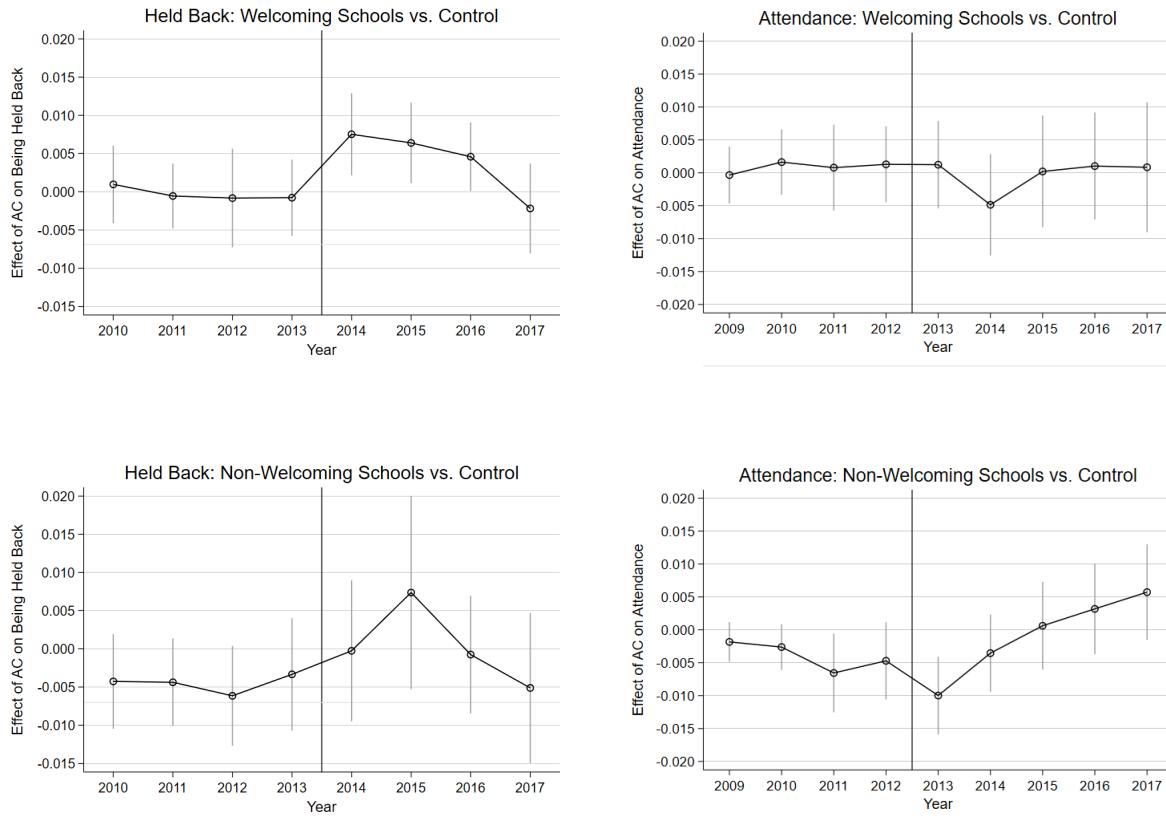 Held Back: Welcoming Schools vs. Control
Effect of AC on Being Held Back
0.020
0.015
0.010
0.005
0.000
-0.005
-0.010
-0.015
2010 2011 2012 2013 2014 2015 2016 2017
Year
Attendance: Welcoming Schools vs. Control
Effect of AC on Attendance
0.020
0.015
0.010
0.005
0.000
-0.005
-0.010
-0.015
-0.020
2009 2010 2011 2012 2013 2014 2015 2016 2017
Year
Held Back: Non-Welcoming Schools vs. Control
Effect of AC on Being Held Back
0.020
0.015
0.010
0.005
0.000
-0.005
-0.010
-0.015
2010 2011 2012 2013 2014 2015 2016 2017
Year
Attendance: Non-Welcoming Schools vs. Control
Effect of AC on Attendance
0.020
0.015
0.010
0.005
0.000
-0.005
-0.010
-0.015
-0.020
2009 2010 2011 2012 2013 2014 2015 2016 2017
Year